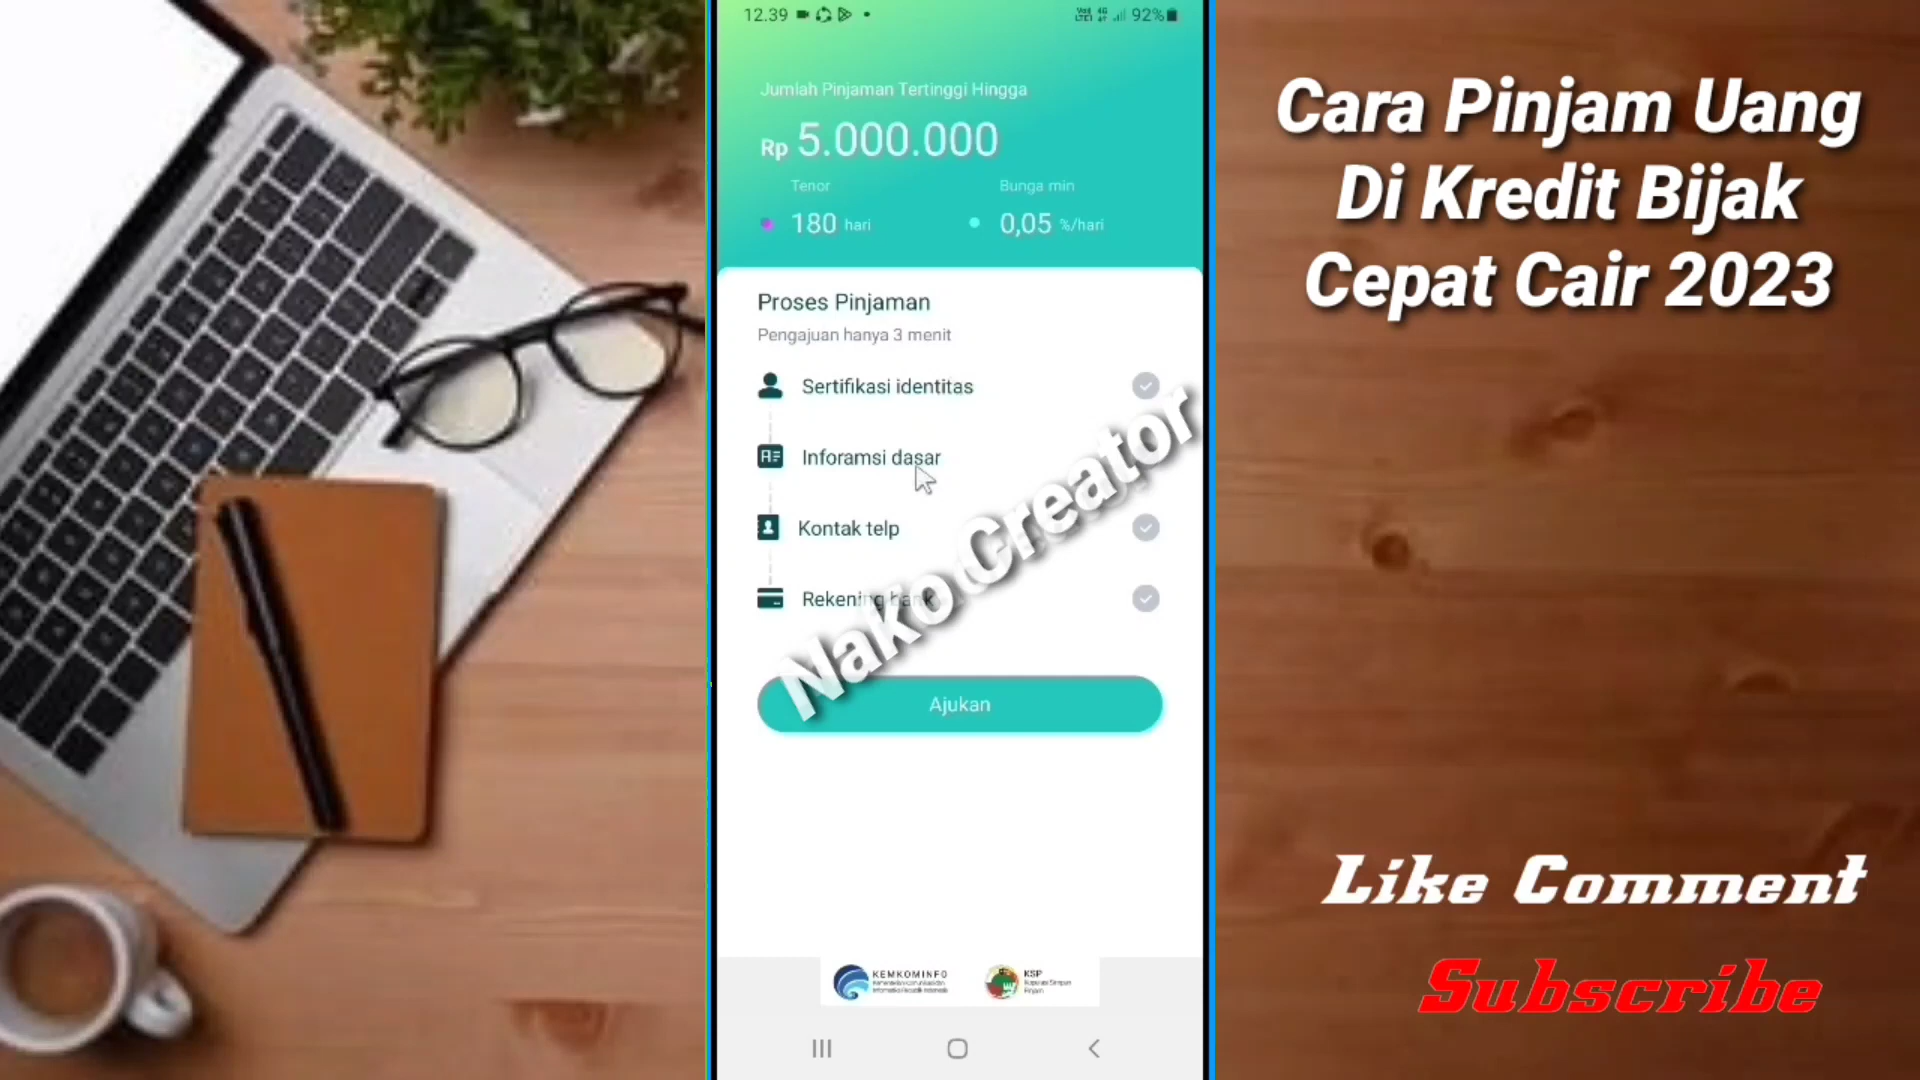 12.39
92%
Jumlah Pinjaman Tertinggi Hingga
Rp 5.000.000
Tenor
Bunga min
180 hari
0,05 %/hari
Proses Pinjaman
Pengajuan hanya 3 menit
Sertifikasi identitas
Inforamsi dasar
Kontak telp
Rekening bank
Nako Creator
Ajukan
KEMKOMINFO
KSP
Cara Pinjam Uang
Di Kredit Bijak
Cepat Cair 2023
Like Comment
Subscribe